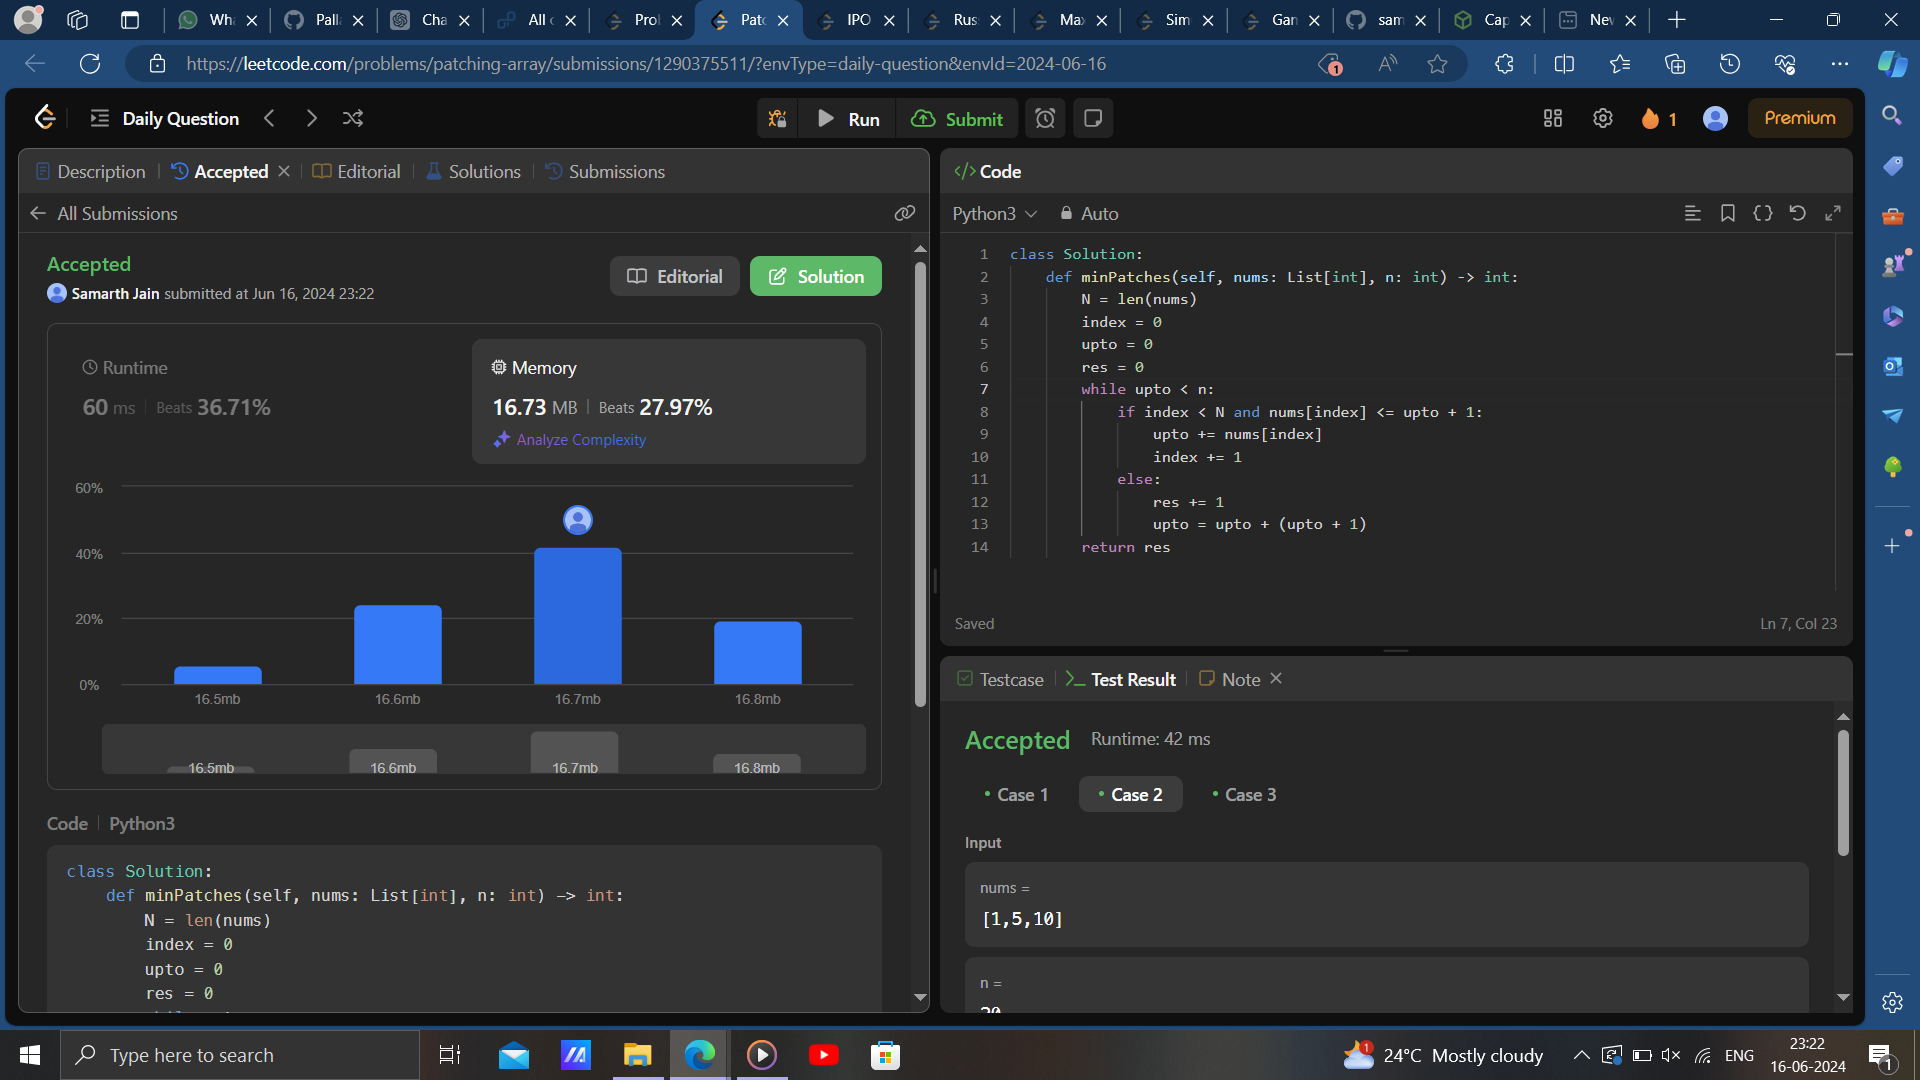 Wha
Palla
Cha
All c
Prob
Patc
IPO
Russ
Max
Sim
Gam
sam
Cap
New
https://leetcode.com/problems/patching-array/submissions/1290375511/?envType=daily-question&envId=2024-06-16
1
Daily Question
Run
Submit
1
Premium
Description
Accepted
Editorial
Solutions
Submissions
All Submissions
Accepted
Samarth Jain submitted at Jun 16, 2024 23:22
Editorial
Solution
Runtime
60 ms Beats 36.71%
Memory
16.73 MB Beats 27.97%
Analyze Complexity
60%
40%
20%
0%
16.5mb
16.6mb
16.7mb
16.8mb
16.5mb
16.6mb
16.7mb
16.8mb
Code Python3
class Solution:
def minPatches(self, nums: List[int], n: int) -> int:
N = len(nums)
index = 0
upto = 0
res = 0
</> Code
Python3 Auto
1 class Solution:
2 def minPatches(self, nums: List[int], n: int) -> int:
3 N = len(nums)
4 index = 0
5 upto = 0
6 res = 0
7 while upto < n:
8 if index < N and nums[index] <= upto + 1:
9 upto += nums[index]
10 index += 1
11 else:
12 res += 1
13 upto = upto + (upto + 1)
14 return res
Saved
Ln 7, Col 23
Testcase
Test Result
Note
Accepted Runtime: 42 ms
Case 1
Case 2
Case 3
Input
nums =
[1,5,10]
n =
20
Type here to search
1
24°C Mostly cloudy
ENG
23:22
16-06-2024
1